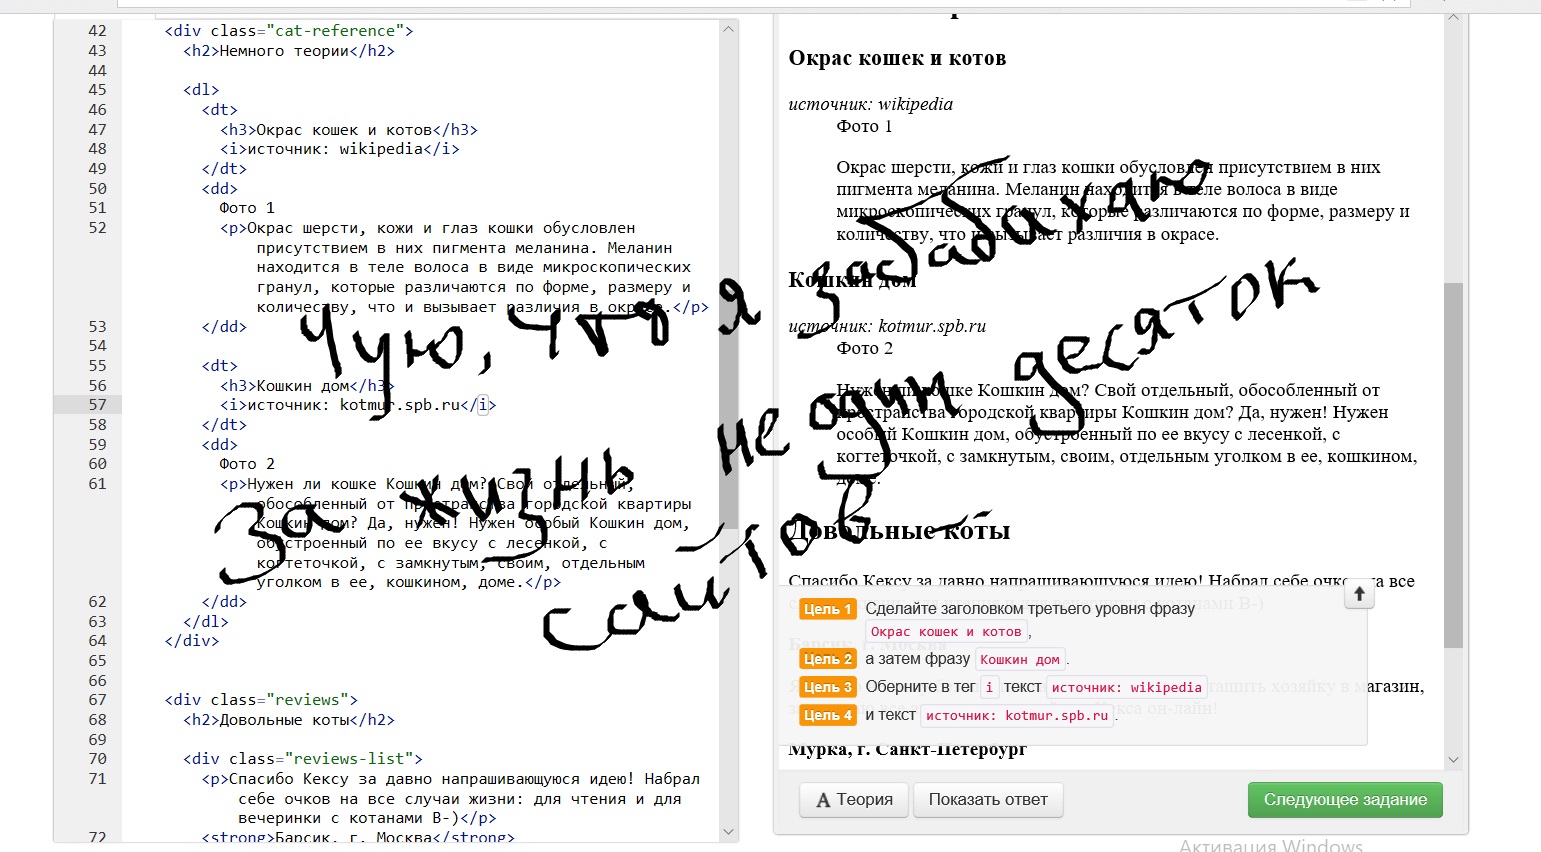 42 <div class="cat-reference">
43 <h2>Немного теории</h2>
44
45 <dl>
46 <dt>
47 <h3>Окрас кошек и котов</h3>
48 <i>источник: wikipedia</i>
49 </dt>
50 <dd>
51 Фото 1
52 <p>Окрас шерсти, кожи и глаз кошки обусловлен
присутствием в них пигмента меланина. Меланин
находится в теле волоса в виде микроскопических
гранул, которые различаются по форме, размеру и
количеству, что и вызывает различия в окрасе.</p>
53 </dd>
54
55 <dt>
56 <h3>Кошкин дом</h3>
57 <i>источник: kotmur.spb.ru</i>
58 </dt>
59 <dd>
60 Фото 2
61 <p>Нужен ли кошке Кошкин дом? Свой отдельный,
обособленный от пространства городской квартиры
Кошкин дом? Да, нужен! Нужен особый Кошкин дом,
обустроенный по ее вкусу с лесенкой, с
когтеточкой, с замкнутым, своим, отдельным
уголком в ее, кошкином, доме.</p>
62 </dd>
63 </dl>
64 </div>
65
66
67 <div class="reviews">
68 <h2>Довольные коты</h2>
69
70 <div class="reviews-list">
71 <p>Спасибо Кексу за давно напрашивающуюся идею! Набрал
себе очков на все случаи жизни: для чтения и для
вечеринки с котанами B-)</p>
72 <strong>Барсик, г. Москва</strong>
Окрас кошек и котов
источник: wikipedia
Фото 1
Окрас шерсти, кожи и глаз кошки обусловлен присутствием в них
пигмента меланина. Меланин находится в теле волоса в виде
микроскопических гранул, которые различаются по форме, размеру и
количеству, что и вызывает различия в окрасе.
Кошкин дом
источник: kotmur.spb.ru
Фото 2
Нужен ли кошке Кошкин дом? Свой отдельный, обособленный от
пространства городской квартиры Кошкин дом? Да, нужен! Нужен
особый Кошкин дом, обустроенный по ее вкусу с лесенкой, с
когтеточкой, с замкнутым, своим, отдельным уголком в ее, кошкином,
доме.
Довольные коты
Спасибо Кексу за давно напрашивающуюся идею! Набрал себе очков на все
Барсик, г. Москва
тащить хозяйку в магазин,
он-лайн!
Мурка, г. Санкт-Петербург
Чую, что я забабахаю
за жизнь не один десяток
сайтов
Цель 1 Сделайте заголовком третьего уровня фразу
Окрас кошек и котов,
Цель 2 а затем фразу Кошкин дом.
Цель 3 Оберните в тег i текст источник: wikipedia
Цель 4 и текст источник: kotmur.spb.ru.
Теория
Показать ответ
Следующее задание
Активация Windows